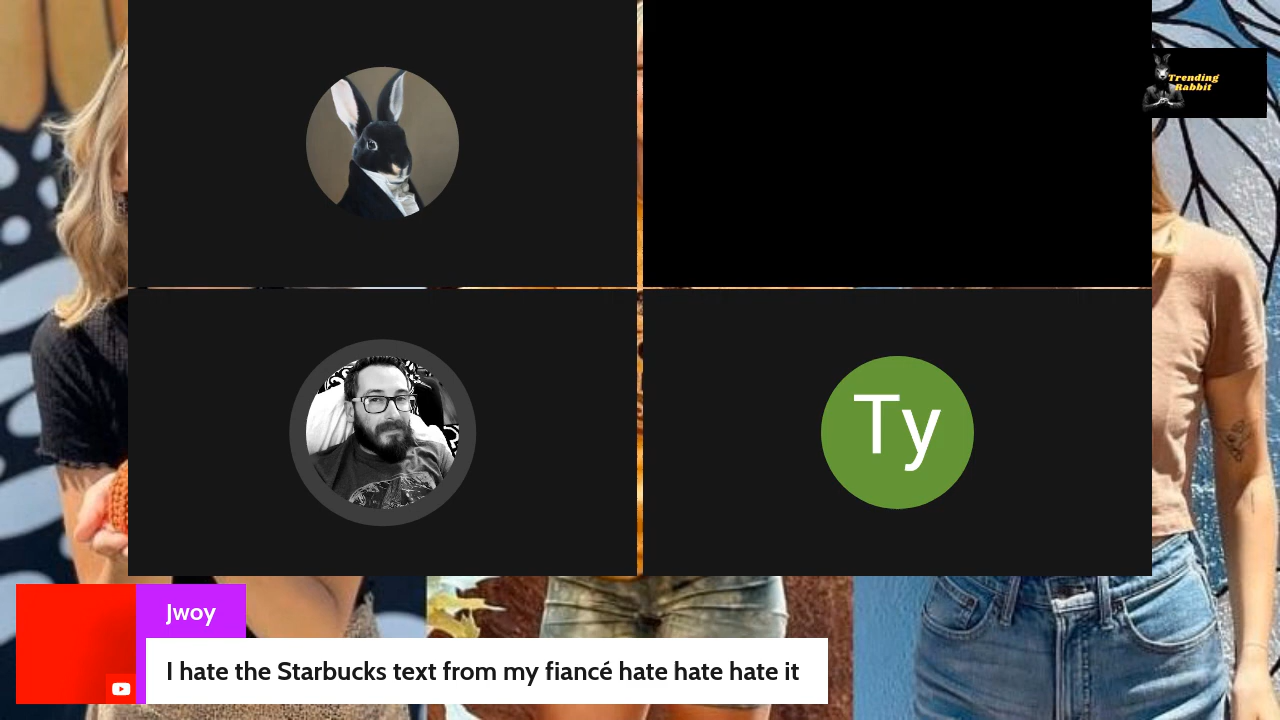 Trending
Rabbit
Ty
Jwoy
I hate the Starbucks text from my fiancé hate hate hate it